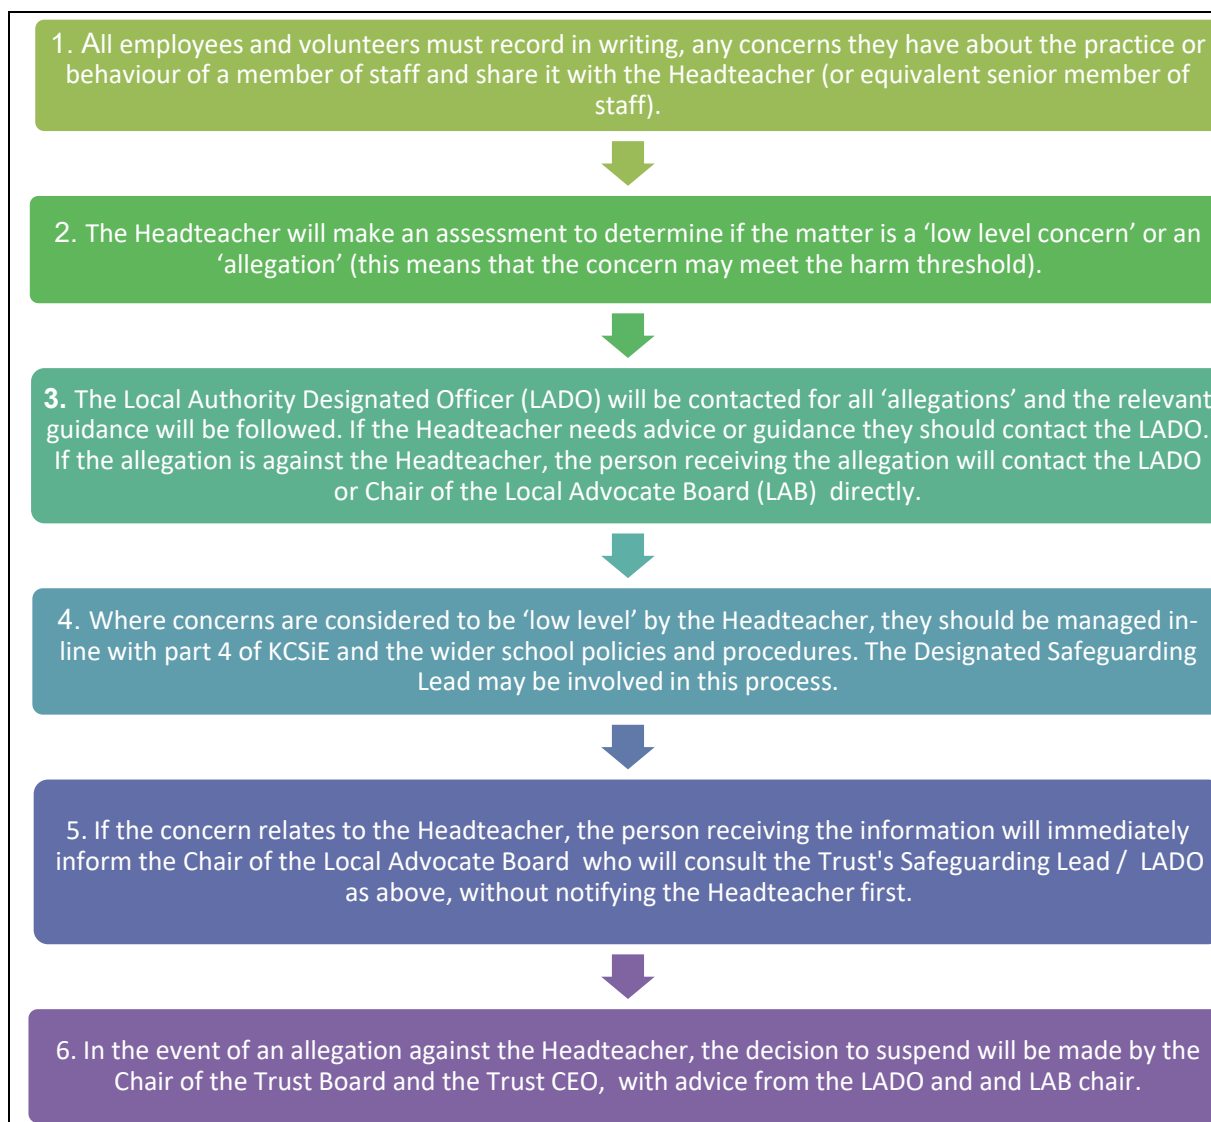 1. All employees and volunteers must record in writing, any concerns they have about the practice or
behaviour of a member of staff and share it with the Headteacher (or equivalent senior member of
staff).
2. The Headteacher will make an assessment to determine if the matter is a ‘low level concern’ or an
‘allegation’ (this means that the concern may meet the harm threshold).
3. The Local Authority Designated Officer (LADO) will be contacted for all ‘allegations’ and the relevant
guidance will be followed. If the Headteacher needs advice or guidance they should contact the LADO.
If the allegation is against the Headteacher, the person receiving the allegation will contact the LADO
or Chair of the Local Advocate Board (LAB) directly.
4. Where concerns are considered to be ‘low level’ by the Headteacher, they should be managed in-
line with part 4 of KCSiE and the wider school policies and procedures. The Designated Safeguarding
Lead may be involved in this process.
5. If the concern relates to the Headteacher, the person receiving the information will immediately
inform the Chair of the Local Advocate Board who will consult the Trust's Safeguarding Lead / LADO
as above, without notifying the Headteacher first.
6. In the event of an allegation against the Headteacher, the decision to suspend will be made by the
Chair of the Trust Board and the Trust CEO, with advice from the LADO and and LAB chair.